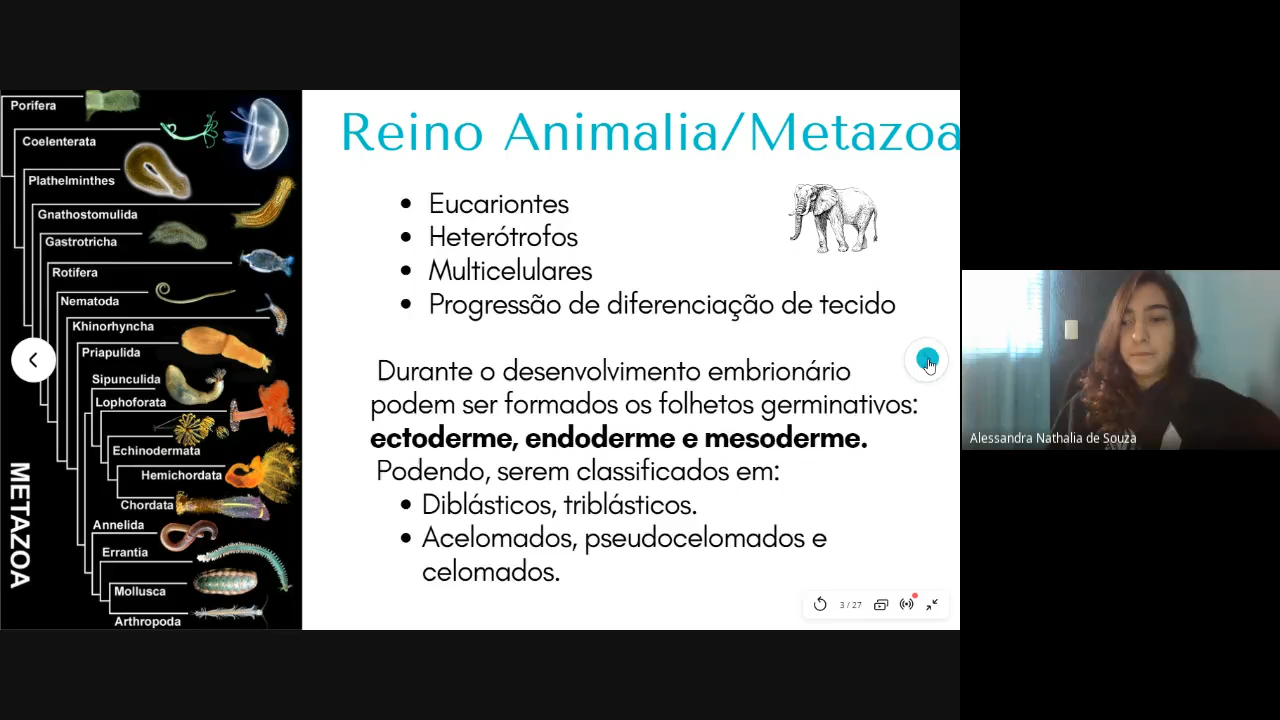 Reino Animalia/Metazoa
Porifera
Coelenterata
Plathelminthes
Gnathostomulida
Gastrotricha
Rotifera
Nematoda
Khinorhyncha
Priapulida
Sipunculida
Lophoforata
Echinodermata
Hemichordata
Chordata
Annelida
Errantia
Mollusca
Arthropoda
METAZOA
Eucariontes
Heterótrofos
Multicelulares
Progressão de diferenciação de tecido
Durante o desenvolvimento embrionário
podem ser formados os folhetos germinativos:
ectoderme, endoderme e mesoderme.
Podendo, serem classificados em:
Diblásticos, triblásticos.
Acelomados, pseudocelomados e
celomados.
3 / 27
Alessandra Nathalia de Souza